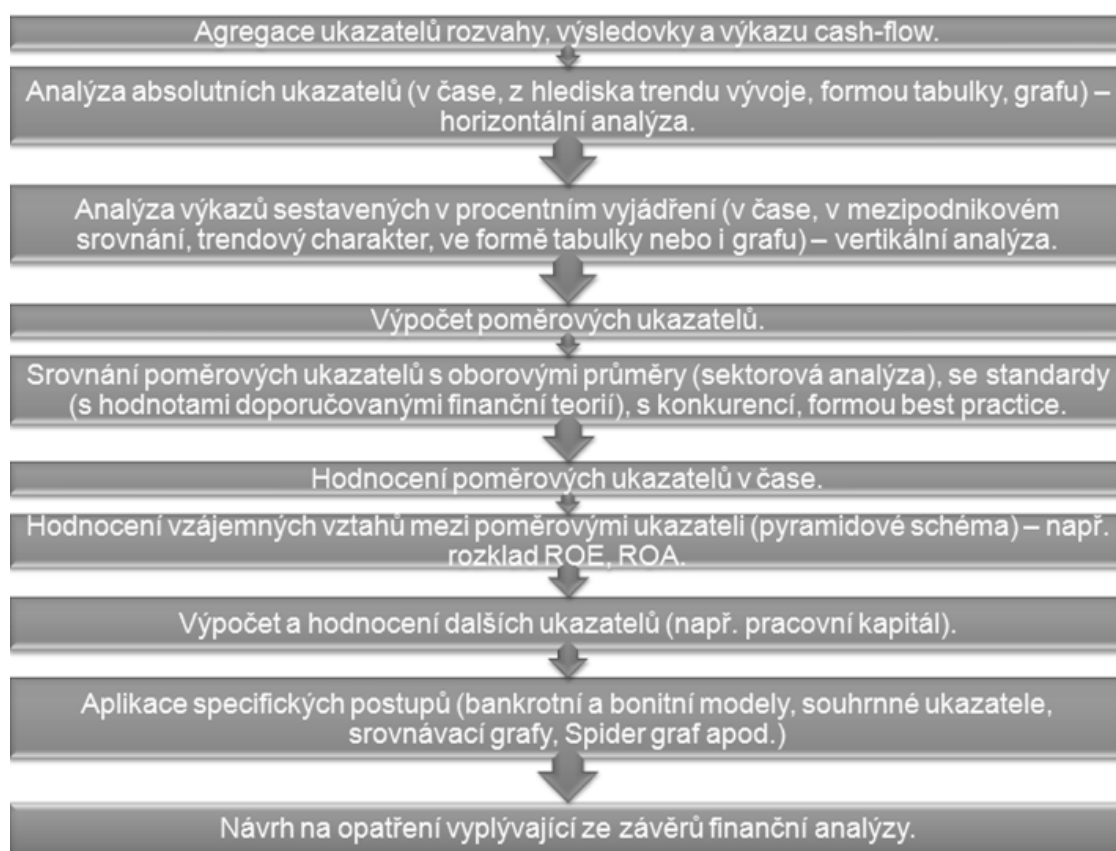 Agregace ukazatelů rozvahy, výsledovky a výkazu cash-flow.
Analýza absolutních ukazatelů (v čase, z hlediska trendu vývoje, formou tabulky, grafu) –
horizontální analýza.
Analýza výkazů sestavených v procentním vyjádření (v čase, v mezipodnikovém
srovnání, trendový charakter, ve formě tabulky nebo i grafu) – vertikální analýza.
Výpočet poměrových ukazatelů.
Srovnání poměrových ukazatelů s oborovými průměry (sektorová analýza), se standardy
(s hodnotami doporučovanými finanční teorií), s konkurencí, formou best practice.
Hodnocení poměrových ukazatelů v čase.
Hodnocení vzájemných vztahů mezi poměrovými ukazateli (pyramidové schéma) – např.
rozklad ROE, ROA.
Výpočet a hodnocení dalších ukazatelů (např. pracovní kapitál).
Aplikace specifických postupů (bankrotní a bonitní modely, souhrnné ukazatele,
srovnávací grafy, Spider graf apod.)
Návrh na opatření vyplývající ze závěrů finanční analýzy.